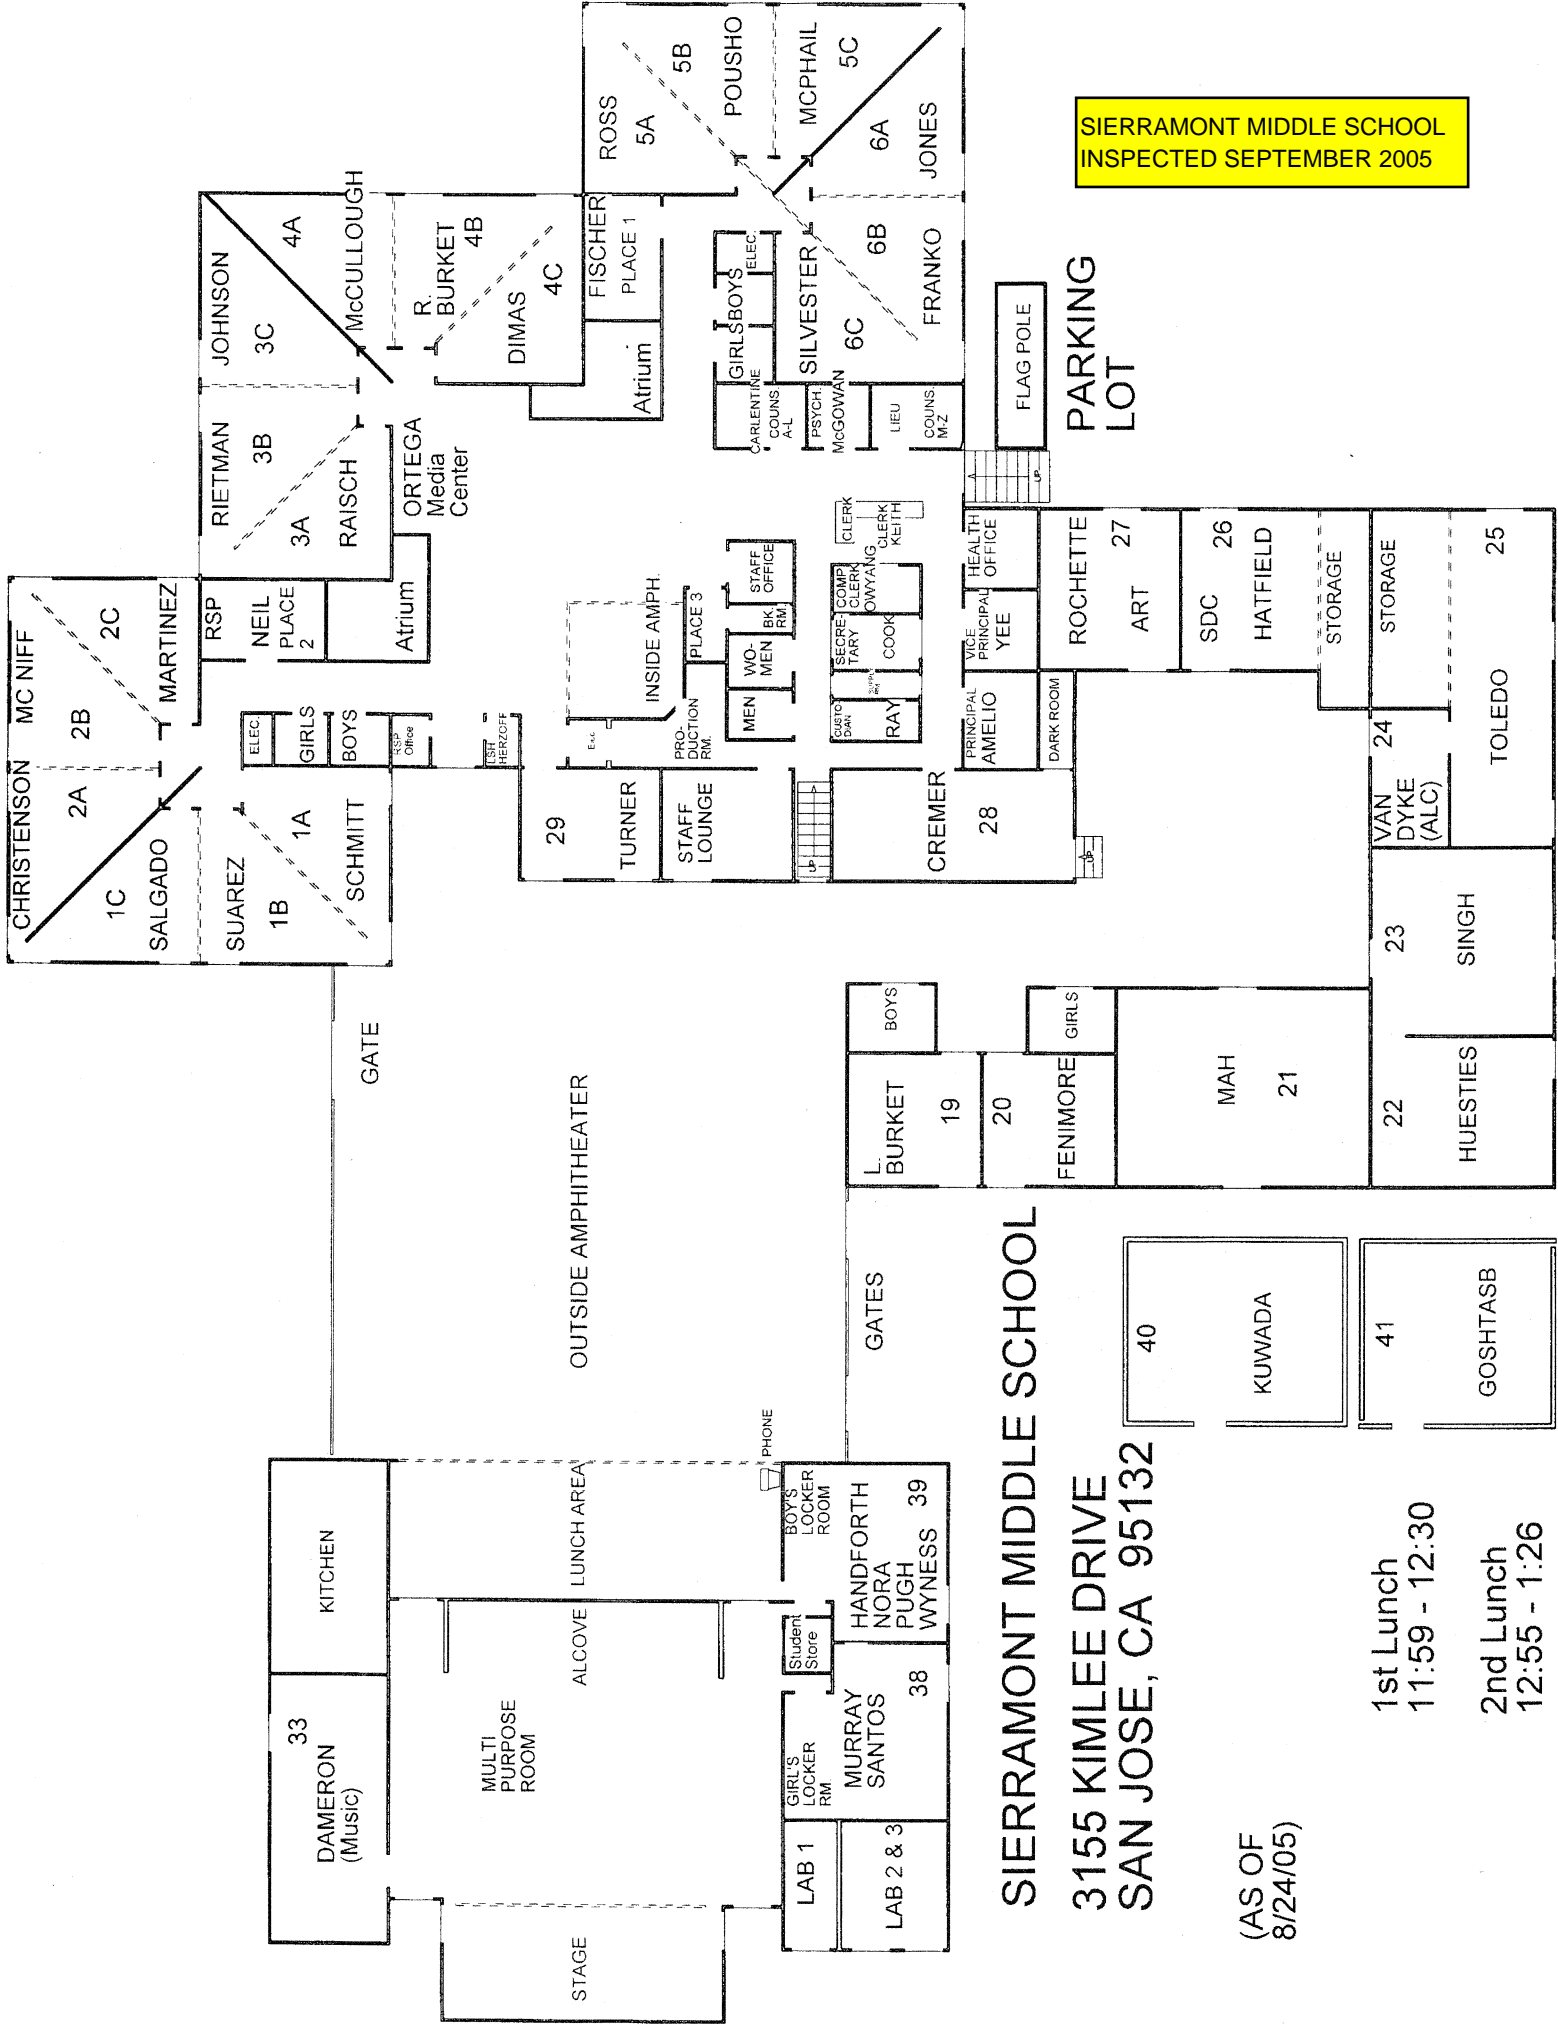 SIERRAMONT MIDDLE SCHOOL
INSPECTED SEPTEMBER 2005
CHRISTENSON
2A
MC NIFF
2B
2C
MARTINEZ
1C
SALGADO
SUAREZ
1B
1A
SCHMITT
ELEC.
GIRLS
BOYS
RSP
Office
LSH
HERZOFF
RSP
NEIL
PLACE
2
Atrium
RIETMAN
3B
3A
RAISCH
JOHNSON
3C
4A
McCULLOUGH
R.
BURKET
4B
4C
DIMAS
ORTEGA
Media
Center
FISCHER
PLACE 1
Atrium
ROSS
5A
5B
POUSHO
MCPHAIL
5C
6A
JONES
6B
FRANKO
SILVESTER
6C
GIRLS
BOYS
ELEC.
CARLENTINE
COUNS.
A-L
PSYCH.
McGOWAN
LIEU
COUNS.
M-Z
FLAG POLE
PARKING
LOT
UP
INSIDE AMPH.
PLACE 3
STAFF
OFFICE
BK.
RM.
WO-
MEN
MEN
PRO-
DUCTION
RM.
29
TURNER
STAFF
LOUNGE
UP
CLERK
CLERK
KEITH
COMP
CLERK
OWYANG
SECRE-
TARY
COOK
CUSTO-
DIAN
RAY
HEALTH
OFFICE
VICE
PRINCIPAL
YEE
PRINCIPAL
AMELIO
DARK ROOM
CREMER
28
UP
ROCHETTE
27
ART
26
SDC
HATFIELD
STORAGE
STORAGE
25
TOLEDO
24
VAN
DYKE
(ALC)
23
SINGH
22
HUESTIES
MAH
21
BOYS
GIRLS
L.
BURKET
19
20
FENIMORE
GATE
OUTSIDE AMPHITHEATER
GATES
40
KUWADA
41
GOSHTASB
KITCHEN
33
DAMERON
(Music)
LUNCH AREA
ALCOVE
MULTI
PURPOSE
ROOM
STAGE
PHONE
BOY'S
LOCKER
ROOM
HANDFORTH
NORA
PUGH
WYNESS
39
Student
Store
GIRL'S
LOCKER
RM.
MURRAY
SANTOS
38
LAB 1
LAB 2 & 3
SIERRAMONT MIDDLE SCHOOL
3155 KIMLEE DRIVE
SAN JOSE, CA 95132
(AS OF
8/24/05)
1st Lunch
11:59 - 12:30
2nd Lunch
12:55 - 1:26